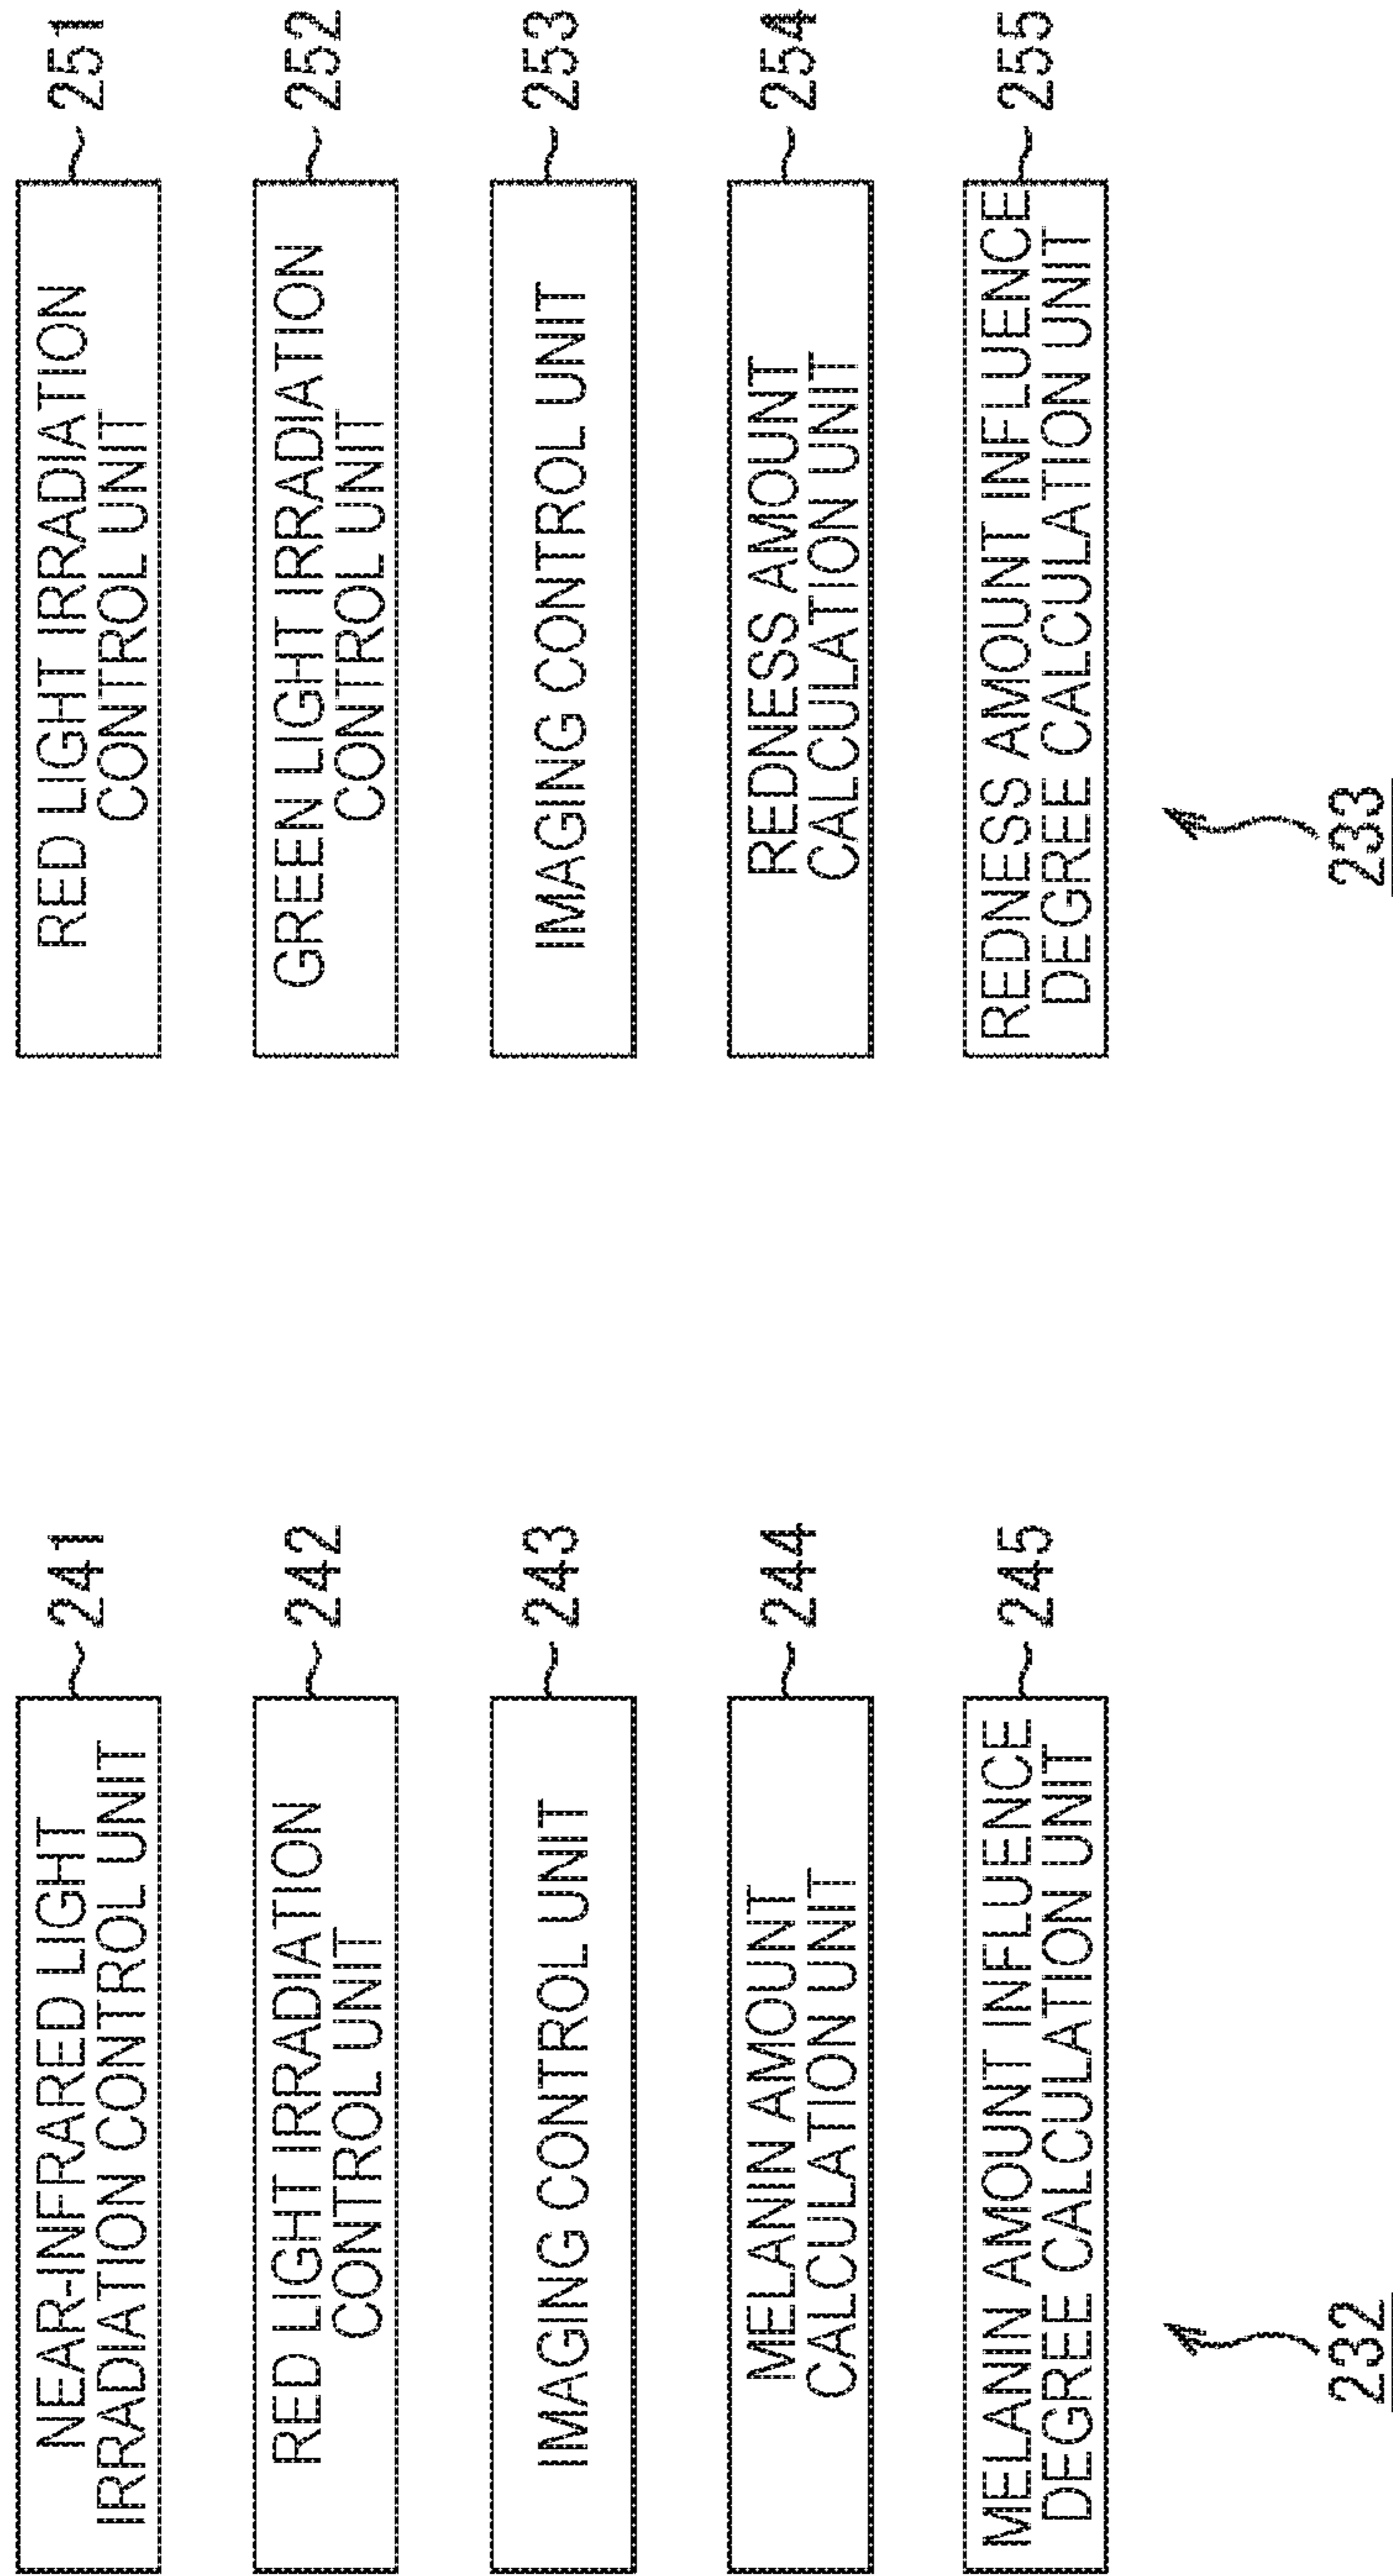 NEAR-INFRARED LIGHT
IRRADIATION CONTROL UNIT
241
RED LIGHT IRRADIATION
CONTROL UNIT
242
IMAGING CONTROL UNIT
243
MELANIN AMOUNT
CALCULATION UNIT
244
MELANIN AMOUNT INFLUENCE
DEGREE CALCULATION UNIT
245
232
RED LIGHT IRRADIATION
CONTROL UNIT
251
GREEN LIGHT IRRADIATION
CONTROL UNIT
252
IMAGING CONTROL UNIT
253
REDNESS AMOUNT
CALCULATION UNIT
254
REDNESS AMOUNT INFLUENCE
DEGREE CALCULATION UNIT
255
233